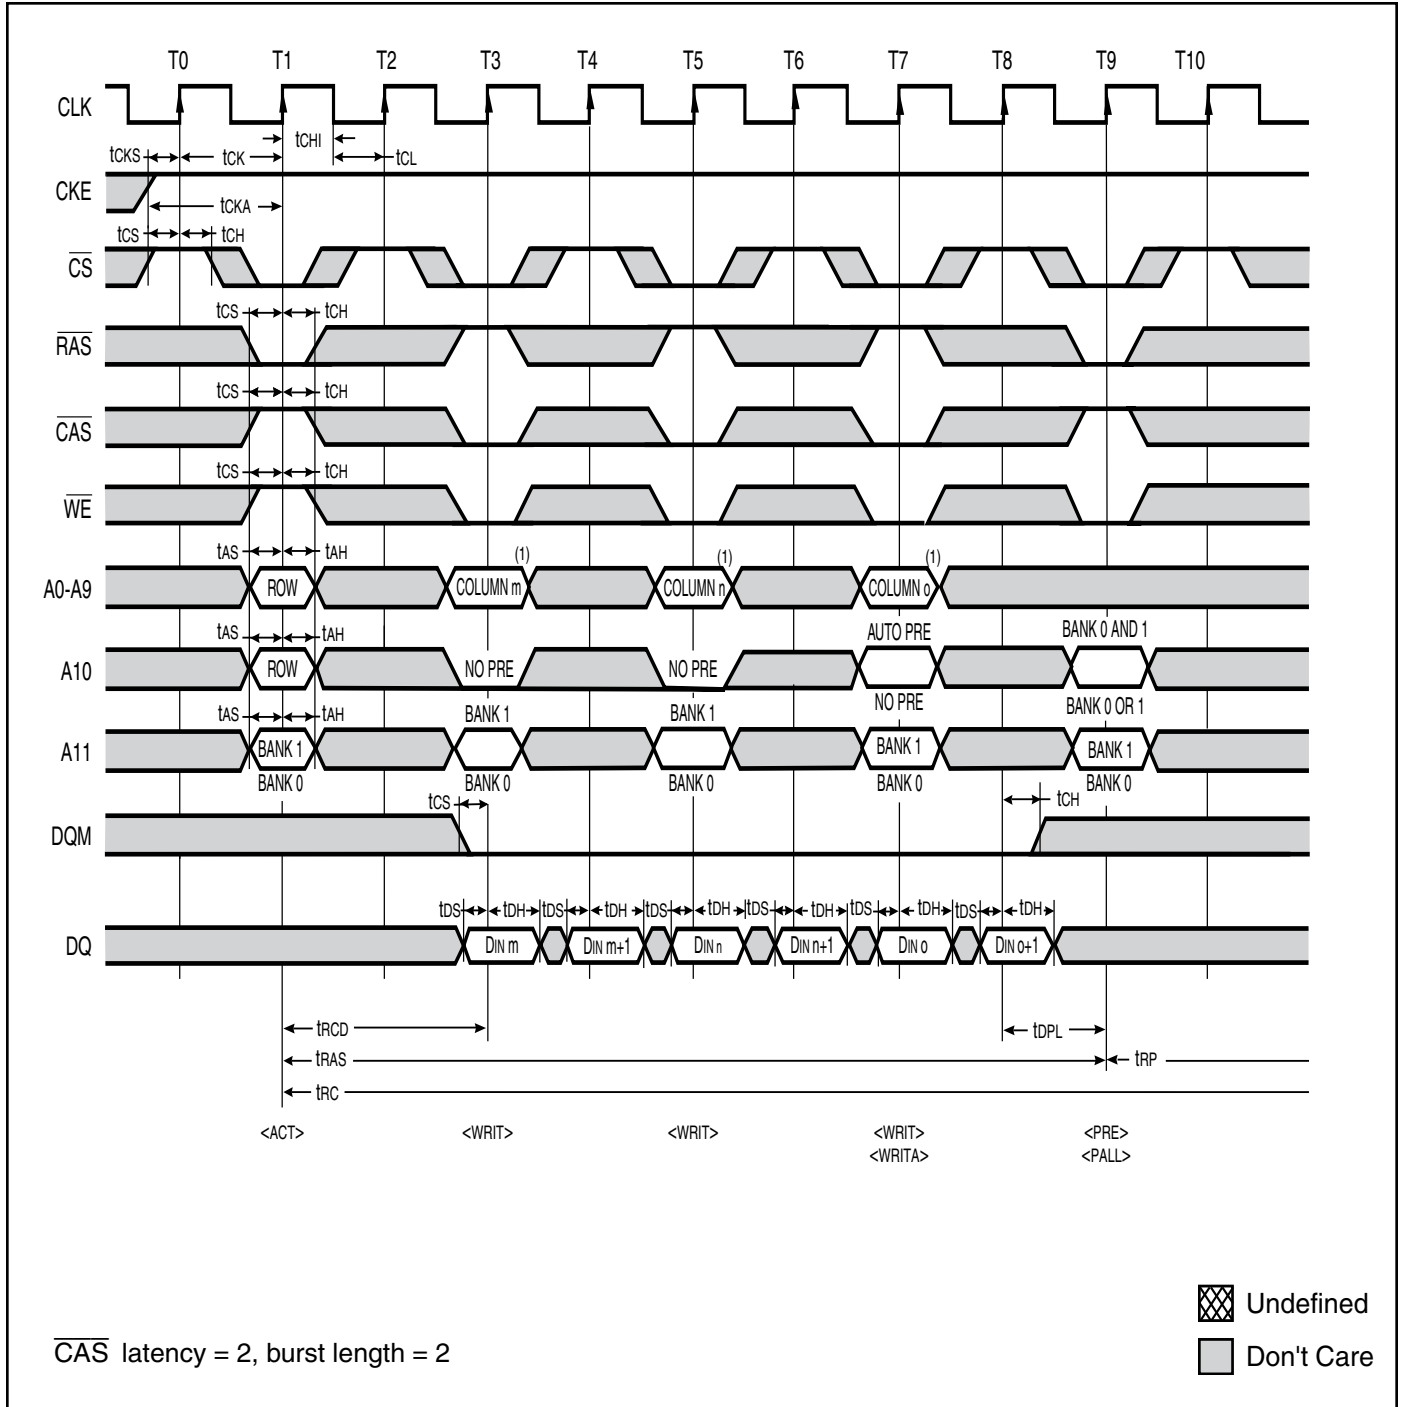 T0 T1 T2 T3 T4 T5 T6 T7 T8 T9 T10
CLK
tCHI
tCKS tCK tCL
CKE
tCKA
tCS tCH
CS
tCS tCH
RAS
tCS tCH
CAS
tCS tCH
WE
tAS tAH (1) (1) (1)
A0-A9 ROW COLUMN m COLUMN n COLUMN o
tAS tAH AUTO PRE BANK 0 AND 1
A10 ROW NO PRE NO PRE
NO PRE BANK 0 OR 1
tAS tAH BANK 1 BANK 1
A11 BANK 1 BANK 1 BANK 1
BANK 0 BANK 0 BANK 0 BANK 0 BANK 0
tCS tCH
DQM
tDS tDH tDS tDH tDS tDH tDS tDH tDS tDH tDS tDH
DQ DIN m DIN m+1 DIN n DIN n+1 DIN o DIN o+1
tRCD tDPL
tRAS tRP
tRC
<ACT> <WRIT> <WRIT> <WRIT> <PRE>
<WRITA> <PALL>
Undefined
CAS latency = 2, burst length = 2
Don't Care